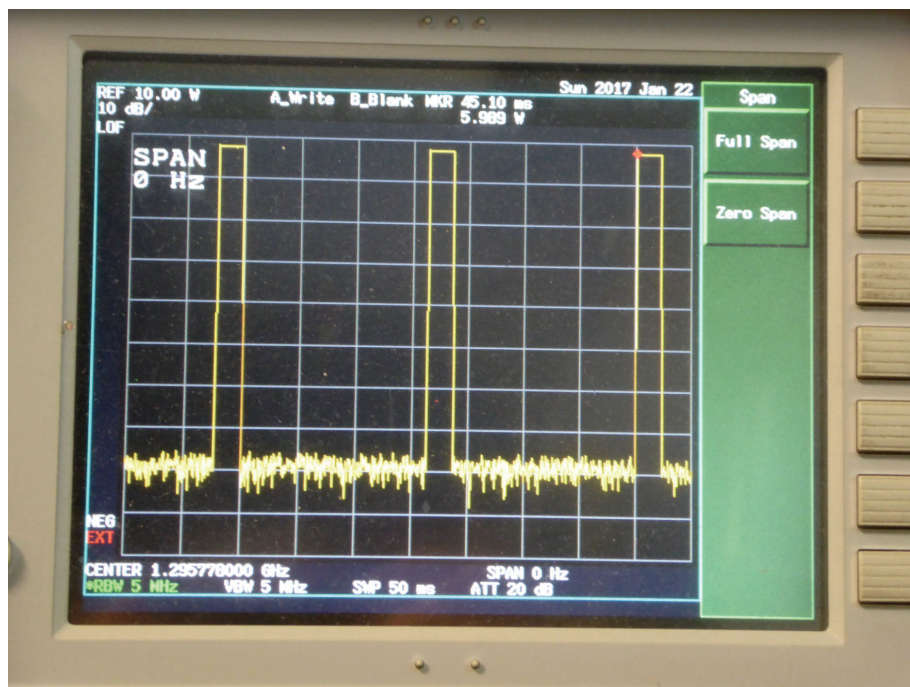 Sun 2017 Jan 22
REF 10.00 W
A_Write B_Blank MKR 45.10 ms
10 dB/
5.989 W
LOF
SPAN
0 Hz
NEG
EXT
CENTER 1.295778000 GHz
SPAN 0 Hz
*RBW 5 MHz
VBW 5 MHz
SWP 50 ms
ATT 20 dB
Span
Full Span
Zero Span